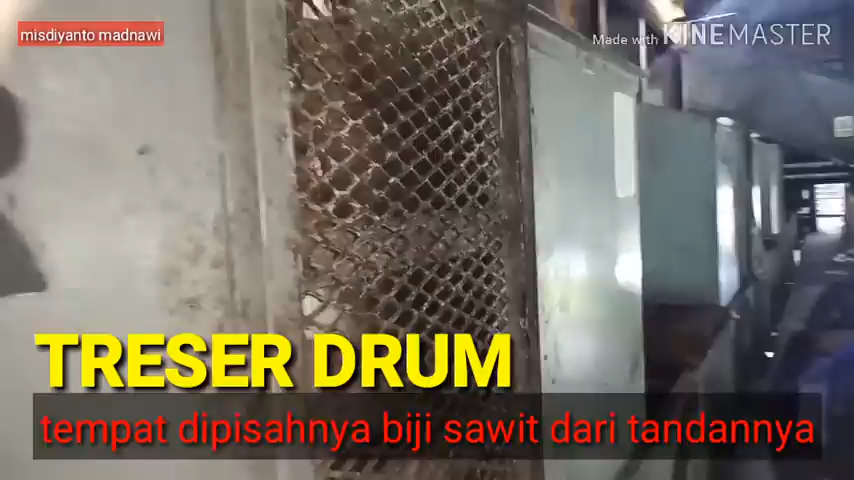 misdiyanto madnawi
Made with KINEMASTER
TRESER DRUM
tempat dipisahnya biji sawit dari tandannya